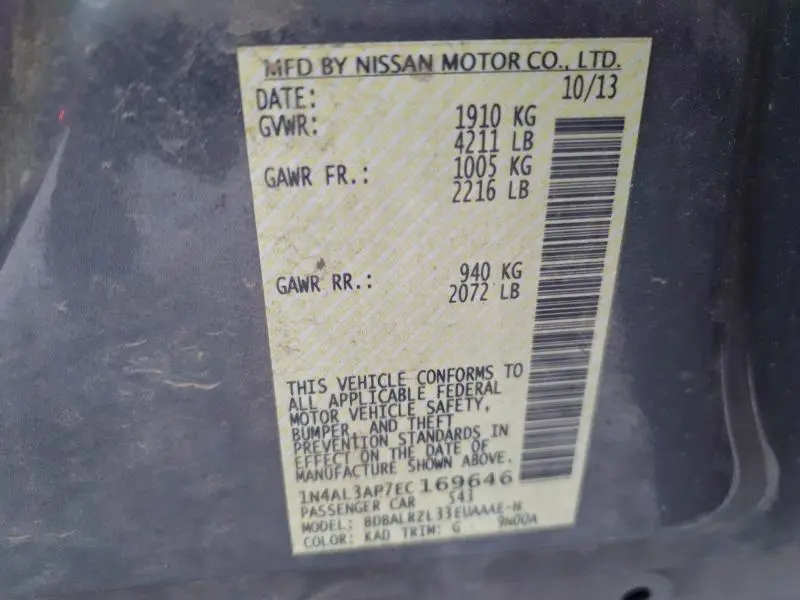 MFD BY NISSAN MOTOR CO., LTD.
DATE: 10/13
GVWR: 1910 KG
4211 LB
GAWR FR.: 1005 KG
2216 LB
GAWR RR.: 940 KG
2072 LB
THIS VEHICLE CONFORMS TO
ALL APPLICABLE FEDERAL
MOTOR VEHICLE SAFETY,
BUMPER, AND THEFT
PREVENTION STANDARDS IN
EFFECT ON THE DATE OF
MANUFACTURE SHOWN ABOVE.
1N4AL3AP7EC 169646
PASSENGER CAR 543
MODEL: BDBALRZL33EUAAAE-N
COLOR: KAD TRIM: G 9N00A